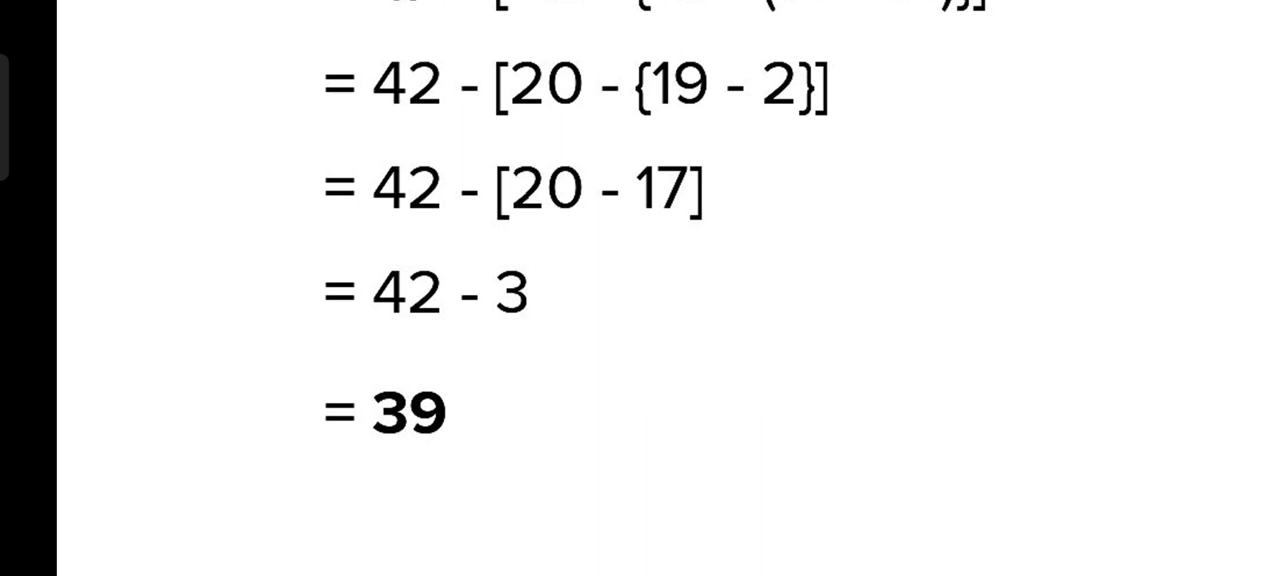 = 42 - [20 - {19 - 2}]
= 42 - [20 - 17]
= 42 - 3
= 39